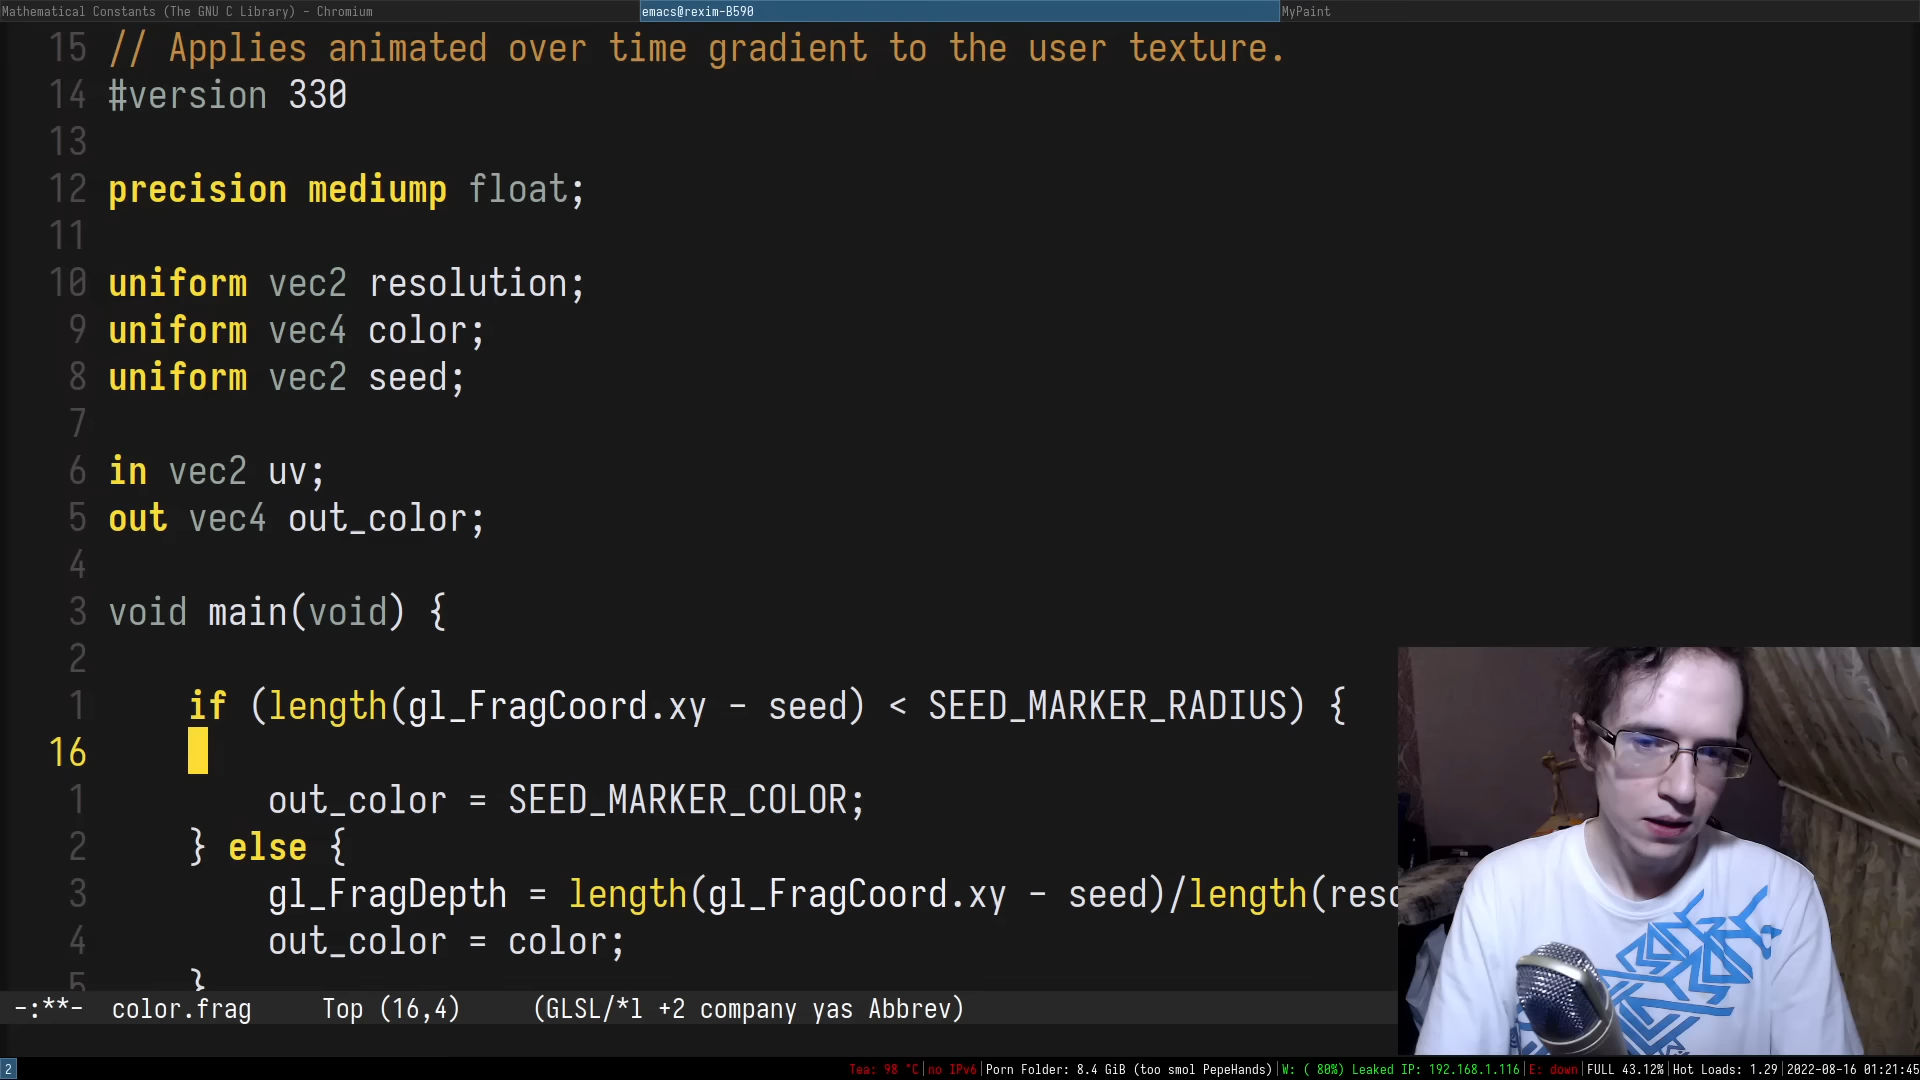 Mathematical Constants (The GNU C Library) - Chromium
emacs@rexim-B590
MyPaint
15 // Applies animated over time gradient to the user texture.
14 #version 330
13
12 precision mediump float;
11
10 uniform vec2 resolution;
9 uniform vec4 color;
8 uniform vec2 seed;
7
6 in vec2 uv;
5 out vec4 out_color;
4
3 void main(void) {
2
1 if (length(gl_FragCoord.xy - seed) < SEED_MARKER_RADIUS) {
16
1 out_color = SEED_MARKER_COLOR;
2 } else {
3 gl_FragDepth = length(gl_FragCoord.xy - seed)/length(reso
4 out_color = color;
5 }
-:**- color.frag Top (16,4) (GLSL/*l +2 company yas Abbrev)
2 Tea: 98 °C|no IPv6|Porn Folder: 8.4 GiB (too smol PepeHands)|W: ( 80%) Leaked IP: 192.168.1.116|E: down|FULL 43.12%|Hot Loads: 1.29|2022-08-16 01:21:45